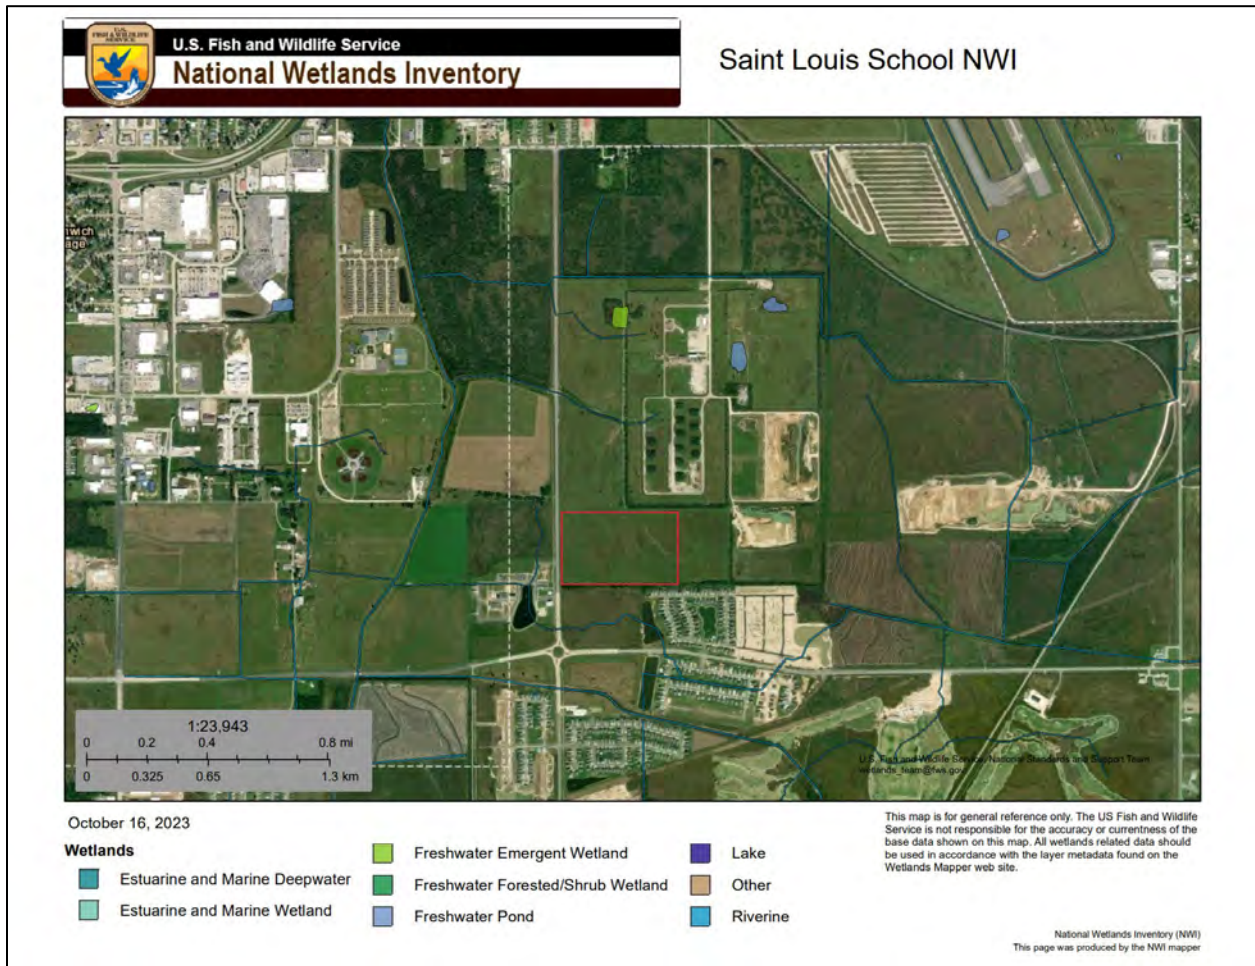 U.S.
FISH & WILDLIFE
SERVICE
U.S. Fish and Wildlife Service
National Wetlands Inventory
Saint Louis School NWI
1:23,943
0 0.2 0.4 0.8 mi
0 0.325 0.65 1.3 km
U.S. Fish and Wildlife Service, National Standards and Support Team
wetlands_team@fws.gov
October 16, 2023
Wetlands
Estuarine and Marine Deepwater
Estuarine and Marine Wetland
Freshwater Emergent Wetland
Freshwater Forested/Shrub Wetland
Freshwater Pond
Lake
Other
Riverine
This map is for general reference only. The US Fish and Wildlife
Service is not responsible for the accuracy or currentness of the
base data shown on this map. All wetlands related data should
be used in accordance with the layer metadata found on the
Wetlands Mapper web site.
National Wetlands Inventory (NWI)
This page was produced by the NWI mapper